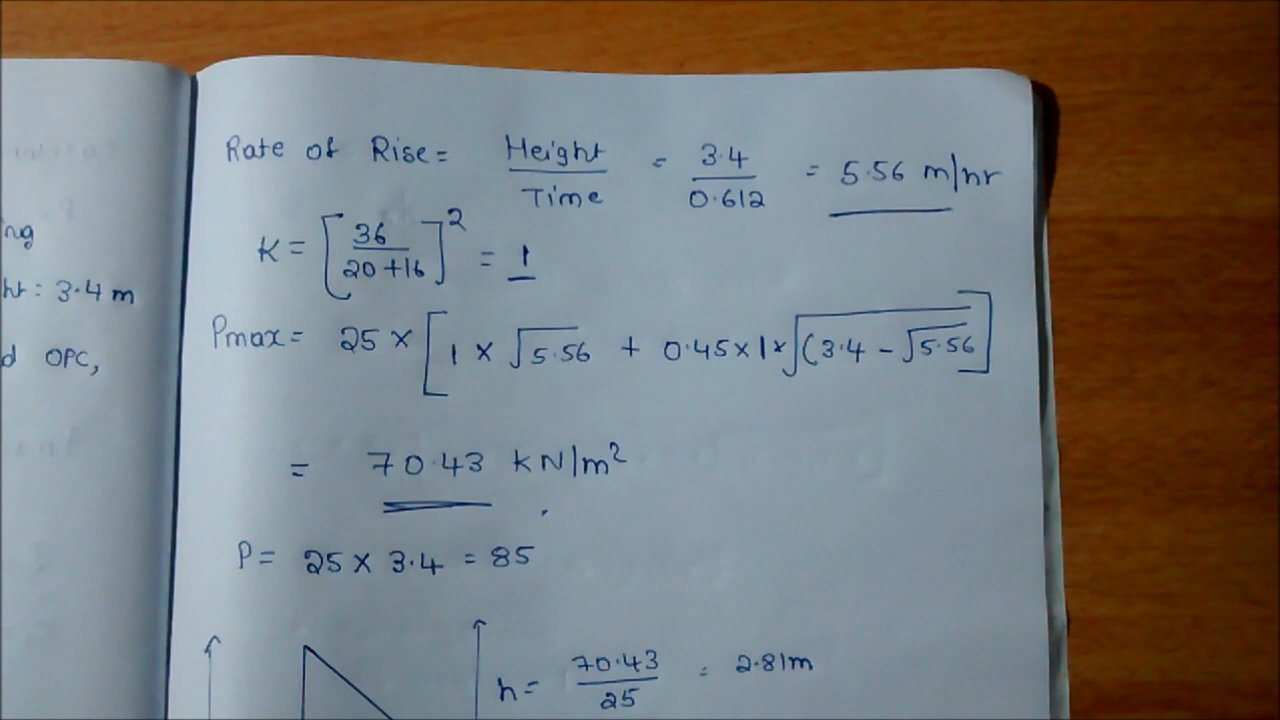 ng
ht: 3.4 m
d OPC,
Rate of Rise = Height / Time = 3.4 / 0.612 = 5.56 m/hr
K = [36 / 20+16]² = 1
Pmax = 25 × [1 × √5.56 + 0.45×1×√(3.4 - √5.56]
= 70.43 kN/m²
P = 25 × 3.4 = 85
h = 70.43 / 25 = 2.81m